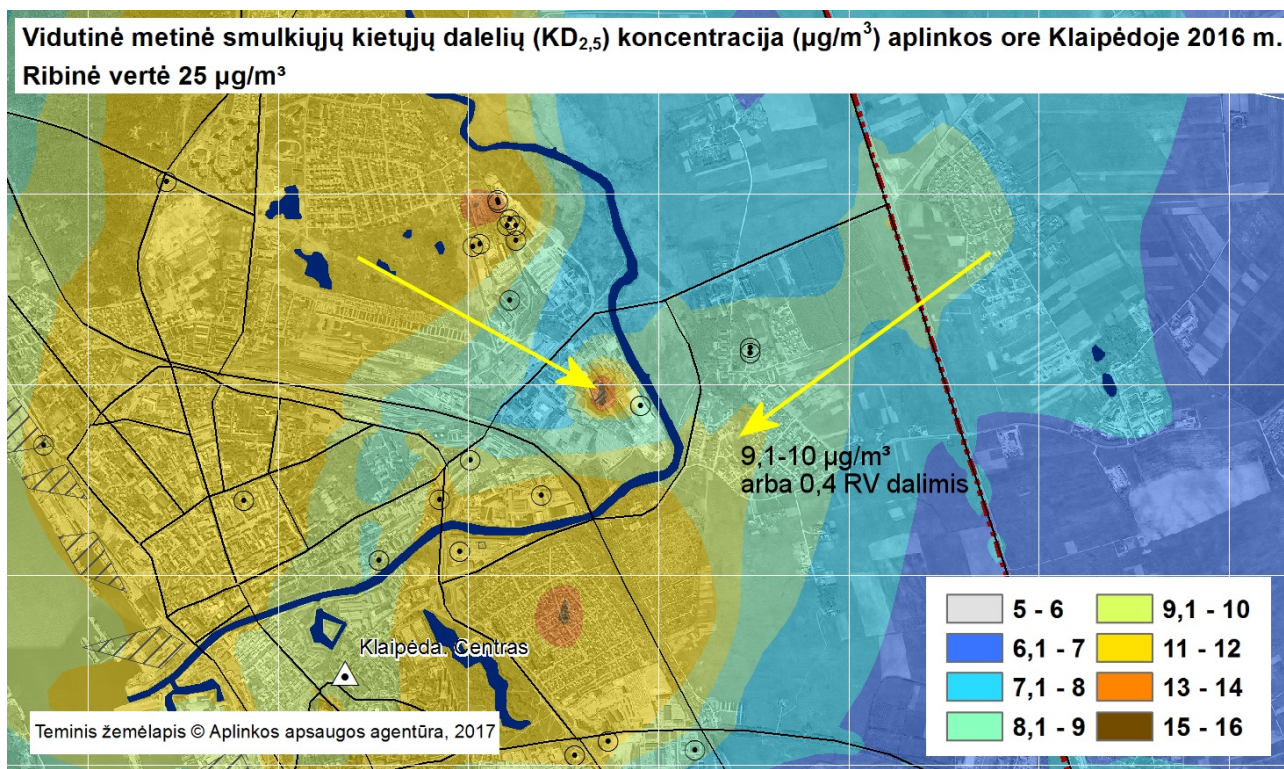 Vidutinė metinė smulkiųjų kietųjų dalelių (KD2,5) koncentracija (µg/m³) aplinkos ore Klaipėdoje 2016 m.
Ribinė vertė 25 µg/m³
9,1-10 µg/m³
arba 0,4 RV dalimis
Klaipėda. Centras
Teminis žemėlapis © Aplinkos apsaugos agentūra, 2017
5 - 6
6,1 - 7
7,1 - 8
8,1 - 9
9,1 - 10
11 - 12
13 - 14
15 - 16